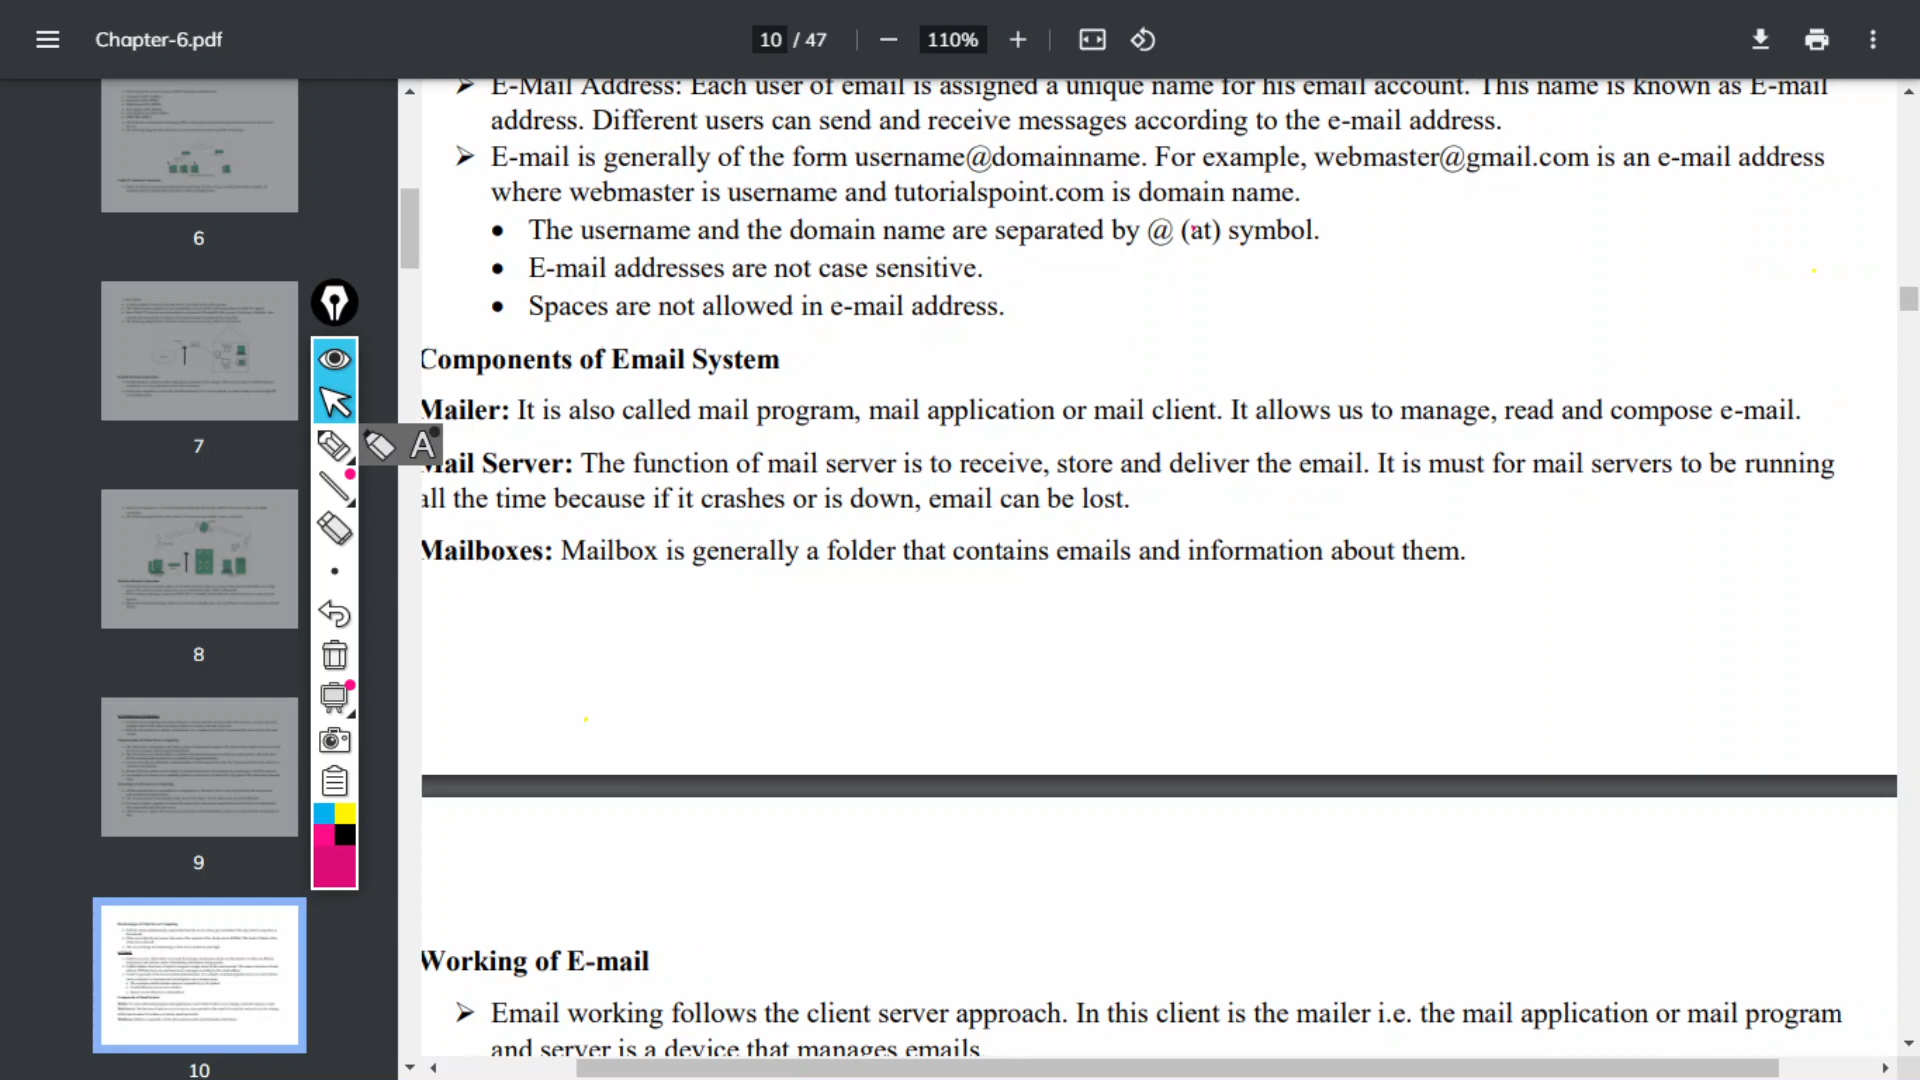 Chapter-6.pdf
10 / 47
110%
6
7
8
9
10
A
➢ E-Mail Address: Each user of email is assigned a unique name for his email account. This name is known as E-mail
address. Different users can send and receive messages according to the e-mail address.
➢ E-mail is generally of the form username@domainname. For example, webmaster@gmail.com is an e-mail address
where webmaster is username and tutorialspoint.com is domain name.
• The username and the domain name are separated by @ (at) symbol.
• E-mail addresses are not case sensitive.
• Spaces are not allowed in e-mail address.
Components of Email System
Mailer: It is also called mail program, mail application or mail client. It allows us to manage, read and compose e-mail.
Mail Server: The function of mail server is to receive, store and deliver the email. It is must for mail servers to be running
all the time because if it crashes or is down, email can be lost.
Mailboxes: Mailbox is generally a folder that contains emails and information about them.
Working of E-mail
➢ Email working follows the client server approach. In this client is the mailer i.e. the mail application or mail program
and server is a device that manages emails.